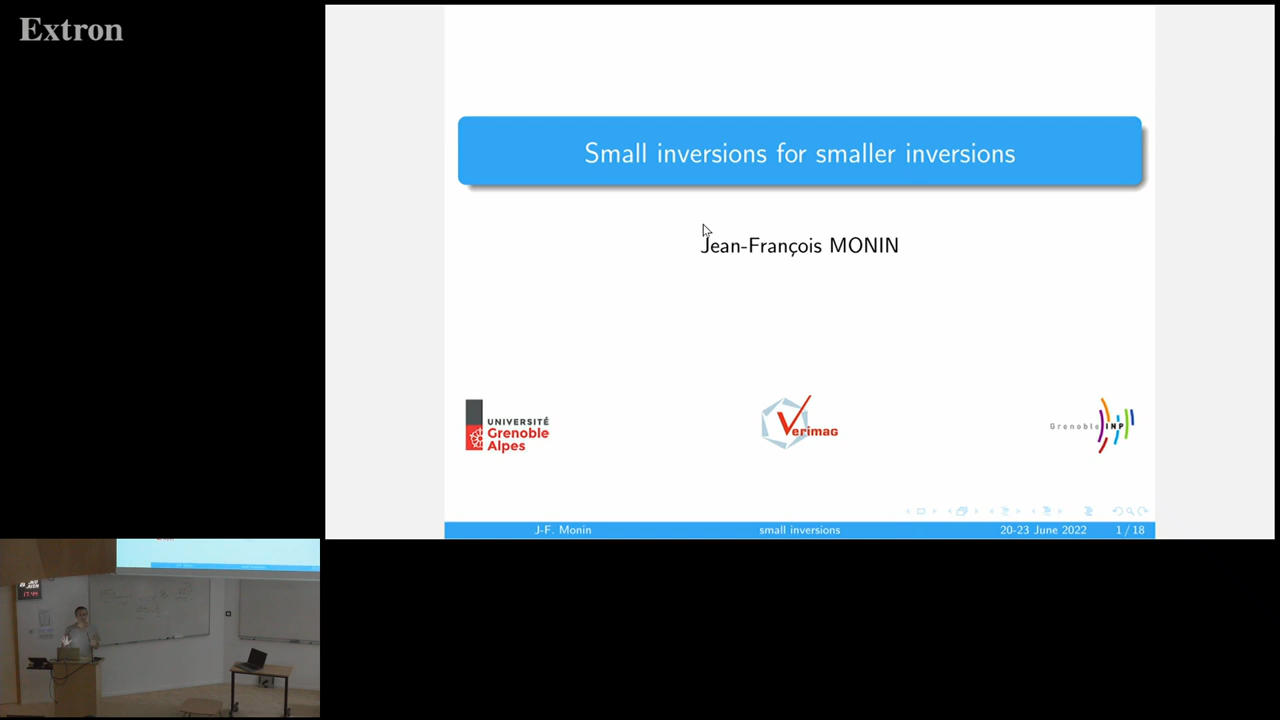 Extron
Small inversions for smaller inversions
Jean-François MONIN
UNIVERSITÉ
Grenoble
Alpes
Verimag
Grenoble INP
J-F. Monin
small inversions
20-23 June 2022
1 / 18